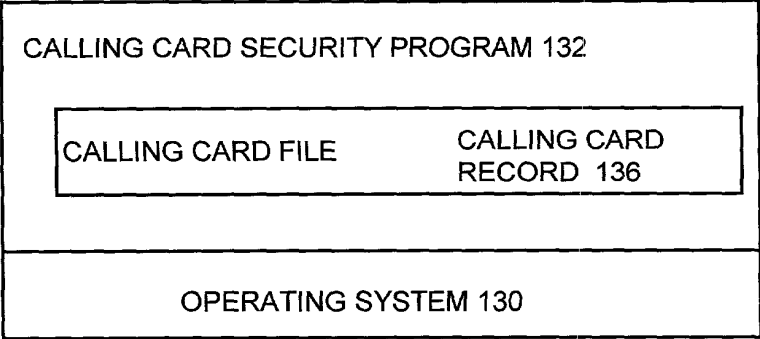 CALLING CARD SECURITY PROGRAM 132
CALLING CARD FILE
CALLING CARD
RECORD 136
OPERATING SYSTEM 130